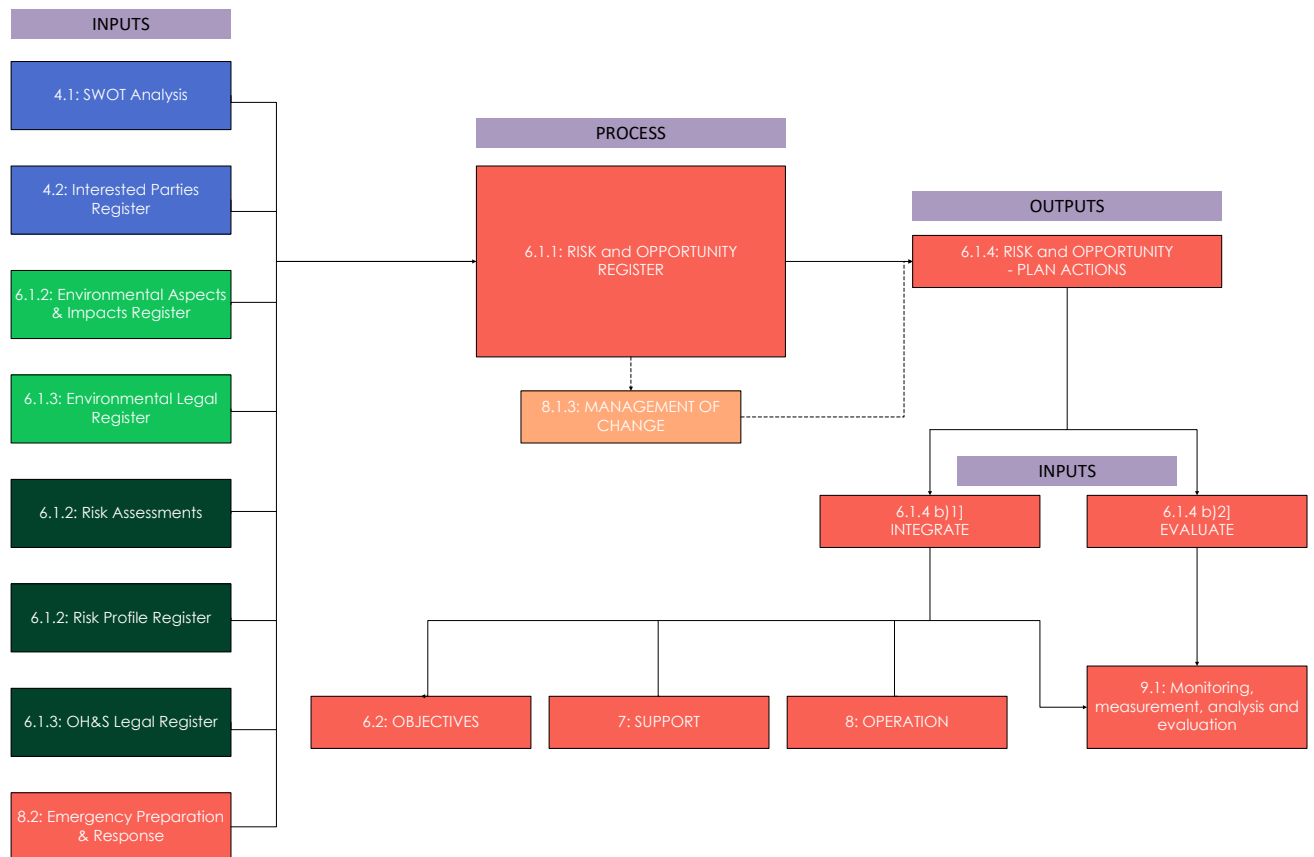 INPUTS
4.1: SWOT Analysis
4.2: Interested Parties
Register
6.1.2: Environmental Aspects
& Impacts Register
6.1.3: Environmental Legal
Register
6.1.2: Risk Assessments
6.1.2: Risk Profile Register
6.1.3: OH&S Legal Register
8.2: Emergency Preparation
& Response
PROCESS
6.1.1: RISK and OPPORTUNITY
REGISTER
8.1.3: MANAGEMENT OF
CHANGE
OUTPUTS
6.1.4: RISK and OPPORTUNITY
- PLAN ACTIONS
INPUTS
6.1.4 b)1]
INTEGRATE
6.1.4 b)2]
EVALUATE
6.2: OBJECTIVES
7: SUPPORT
8: OPERATION
9.1: Monitoring,
measurement, analysis and
evaluation